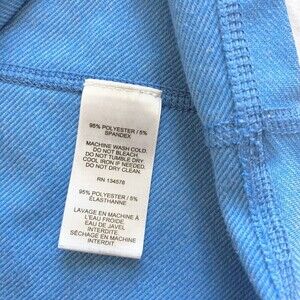 95% POLYESTER / 5%
SPANDEX
MACHINE WASH COLD.
DO NOT BLEACH.
DO NOT TUMBLE DRY.
COOL IRON IF NEEDED.
DO NOT DRY CLEAN.
RN 134578
95% POLYESTER / 5%
ÉLASTHANNE
LAVAGE EN MACHINE À
L'EAU FROIDE.
EAU DE JAVEL
INTERDIT.
SÉCHAGE EN MACHINE
INTERDIT.